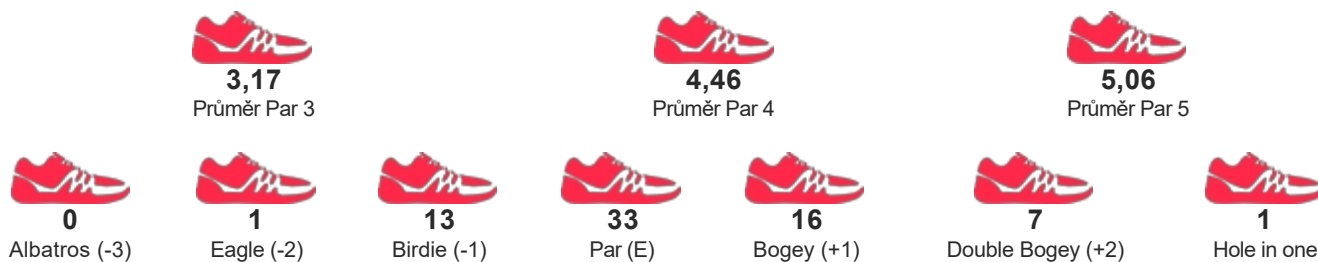 3,17 4,46 5,06
Průměr Par 3 Průměr Par 4 Průměr Par 5
0 1 13 33 16 7 1
Albatros (-3) Eagle (-2) Birdie (-1) Par (E) Bogey (+1) Double Bogey (+2) Hole in one